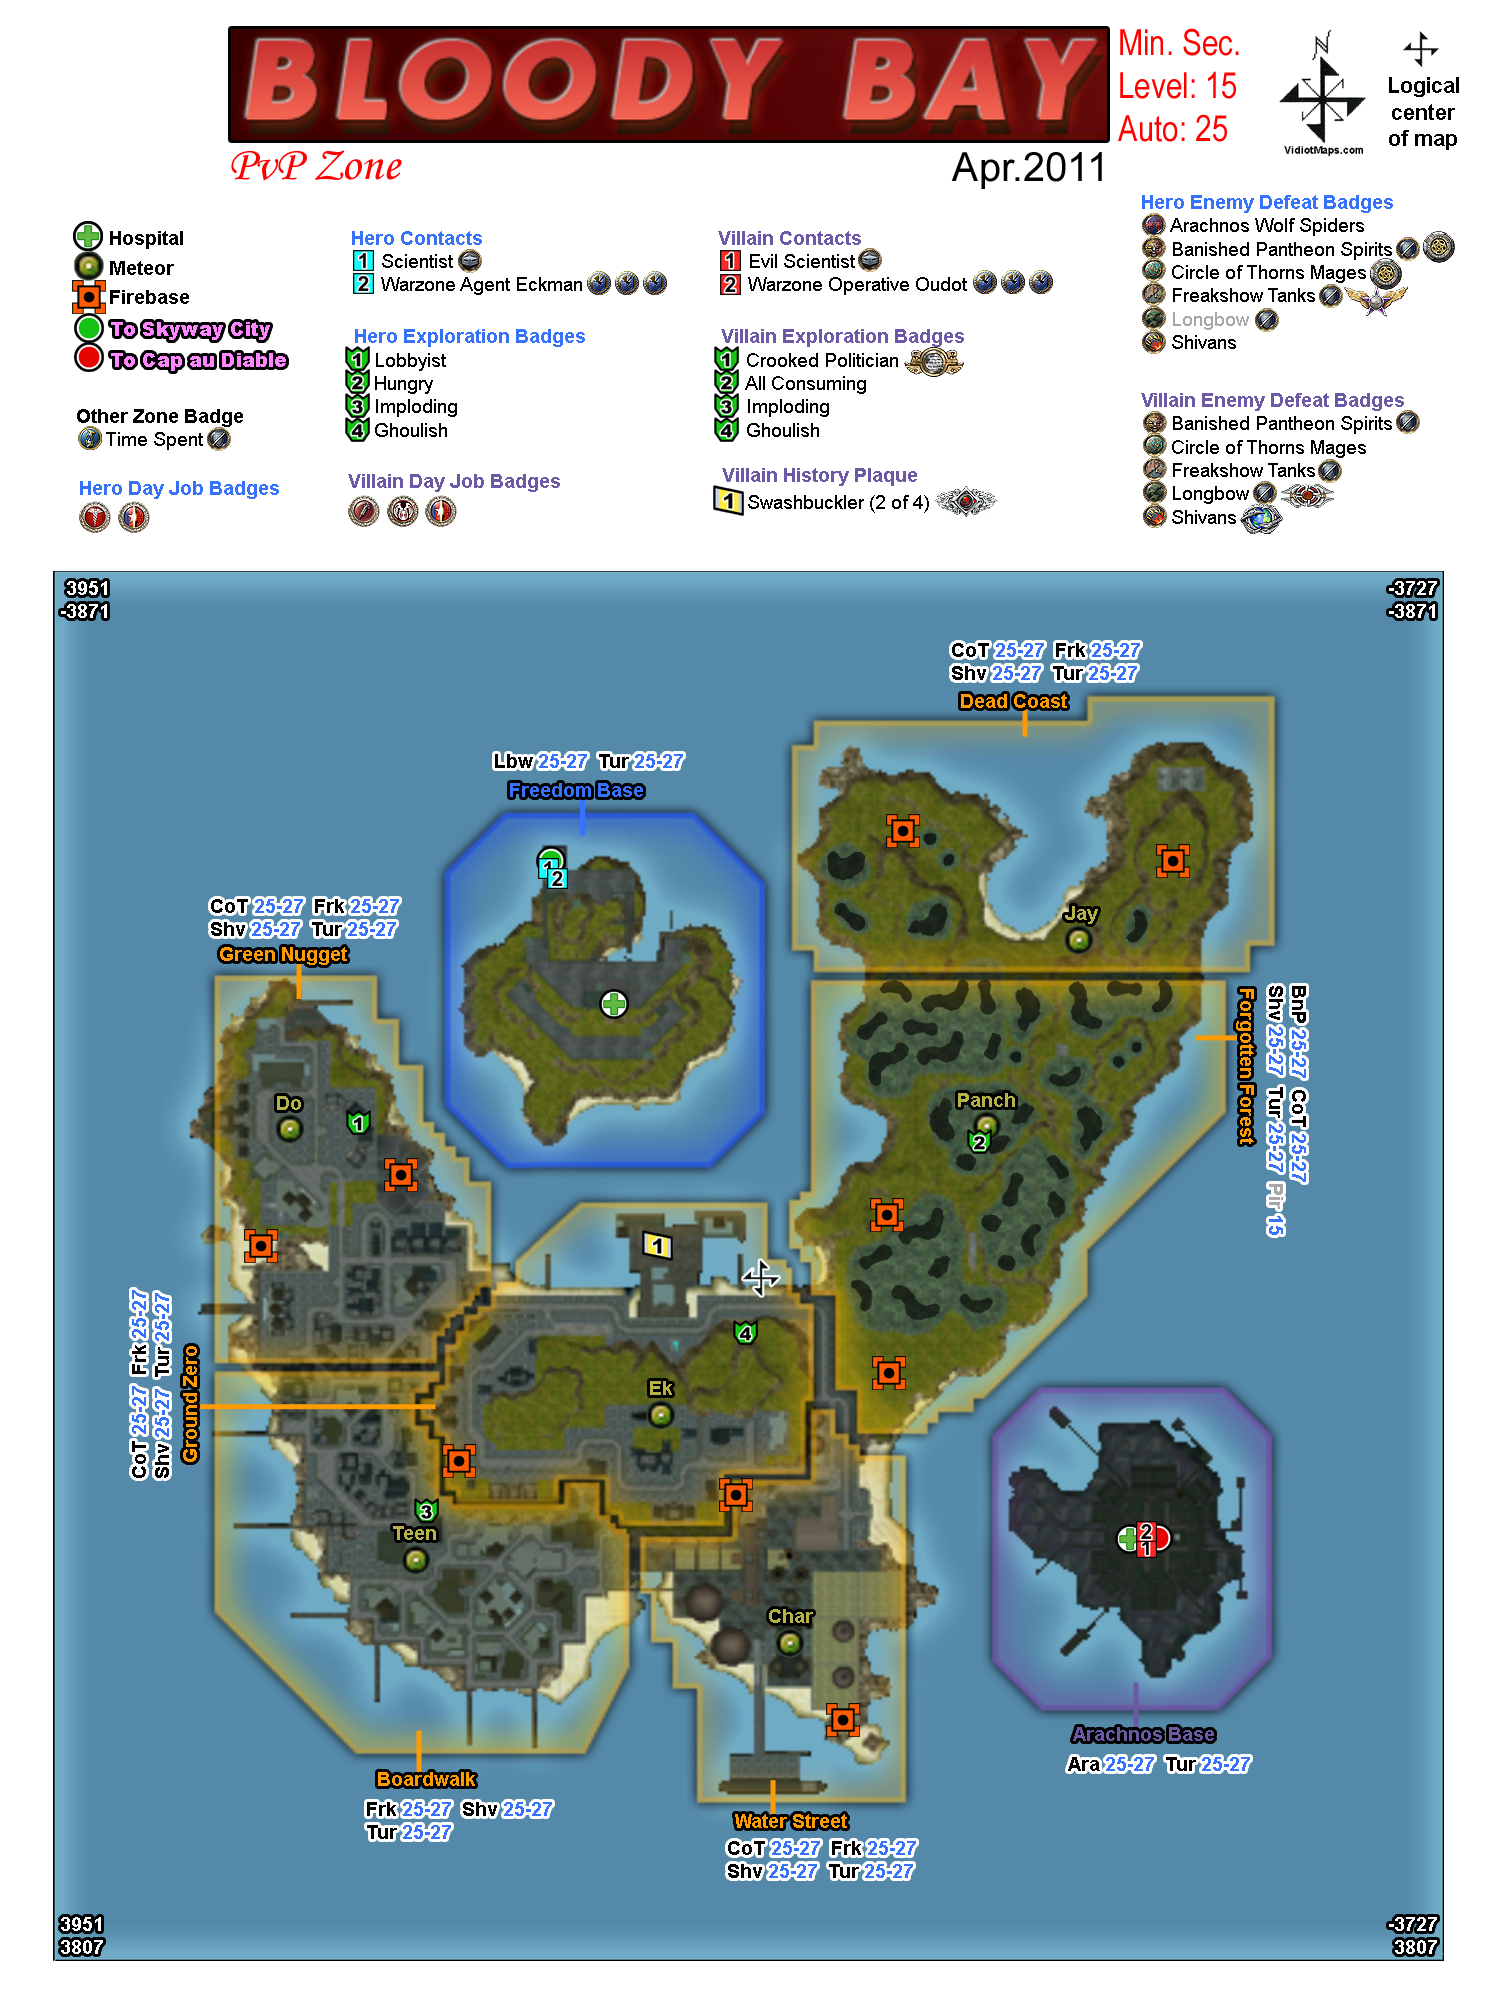 BLOODY BAY
Min. Sec.
Level: 15
Auto: 25
N
VidiotMaps.com
Logical
center
of map
PvP Zone
Apr.2011
Hospital
Meteor
Firebase
To Skyway City
To Cap au Diable
Other Zone Badge
Time Spent
Hero Day Job Badges
Hero Contacts
1 Scientist
2 Warzone Agent Eckman
Hero Exploration Badges
1 Lobbyist
2 Hungry
3 Imploding
4 Ghoulish
Villain Day Job Badges
Villain Contacts
1 Evil Scientist
2 Warzone Operative Oudot
Villain Exploration Badges
1 Crooked Politician
2 All Consuming
3 Imploding
4 Ghoulish
Villain History Plaque
1 Swashbuckler (2 of 4)
Hero Enemy Defeat Badges
Arachnos Wolf Spiders
Banished Pantheon Spirits
Circle of Thorns Mages
Freakshow Tanks
Longbow
Shivans
Villain Enemy Defeat Badges
Banished Pantheon Spirits
Circle of Thorns Mages
Freakshow Tanks
Longbow
Shivans
3951
-3871
-3727
-3871
CoT 25-27 Frk 25-27
Shv 25-27 Tur 25-27
Dead Coast
Lbw 25-27 Tur 25-27
Freedom Base
1
2
Jay
CoT 25-27 Frk 25-27
Shv 25-27 Tur 25-27
Green Nugget
Do
1
Panch
2
BnP 25-27 CoT 25-27
Shv 25-27 Tur 25-27 Pir 15
Forgotten Forest
1
4
Ek
CoT 25-27 Frk 25-27
Shv 25-27 Tur 25-27
Ground Zero
3
Teen
Char
2
1
Arachnos Base
Ara 25-27 Tur 25-27
Boardwalk
Frk 25-27 Shv 25-27
Tur 25-27
Water Street
CoT 25-27 Frk 25-27
Shv 25-27 Tur 25-27
3951
3807
-3727
3807